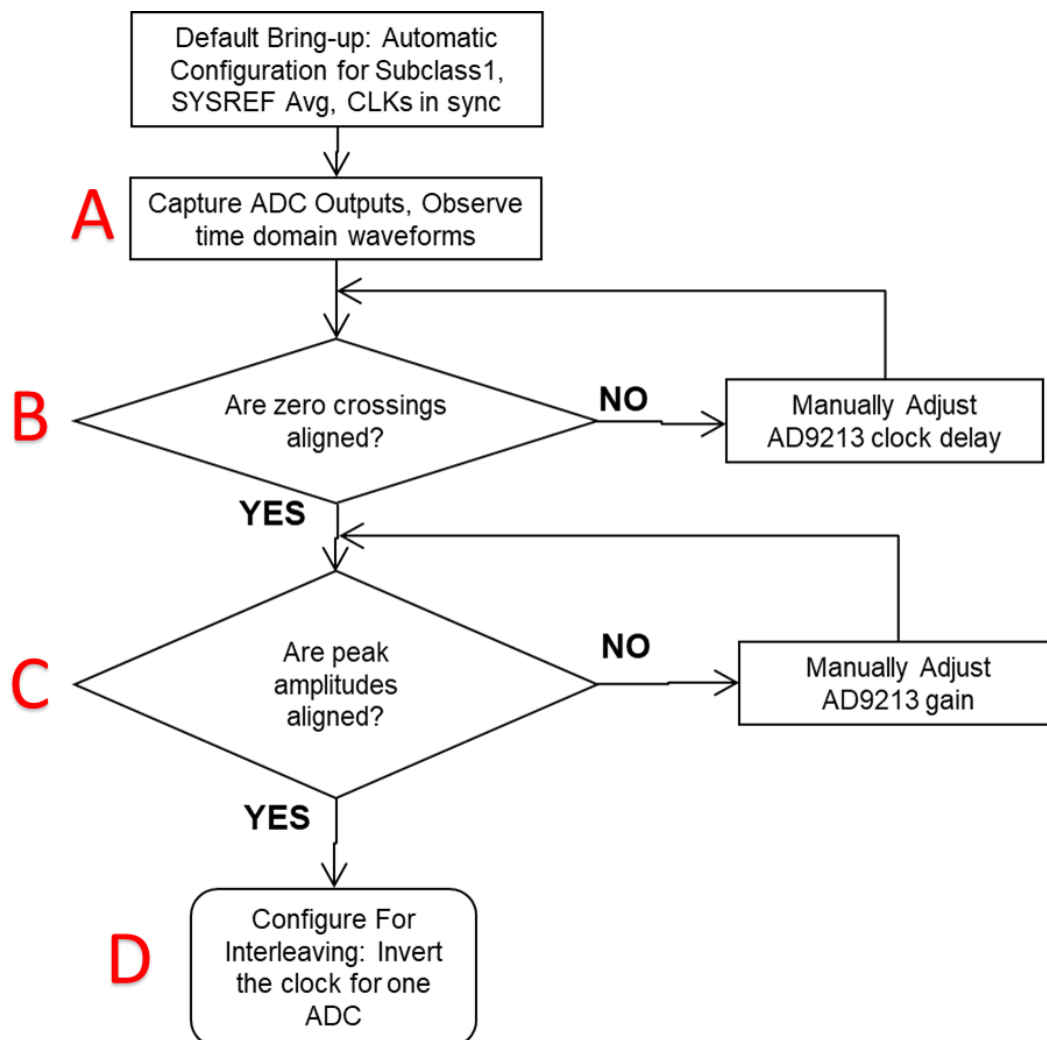 Default Bring-up: Automatic
Configuration for Subclass1,
SYSREF Avg, CLKs in sync
A
Capture ADC Outputs, Observe
time domain waveforms
B
Are zero crossings
aligned?
NO
Manually Adjust
AD9213 clock delay
YES
C
Are peak
amplitudes
aligned?
NO
Manually Adjust
AD9213 gain
YES
D
Configure For
Interleaving: Invert
the clock for one
ADC